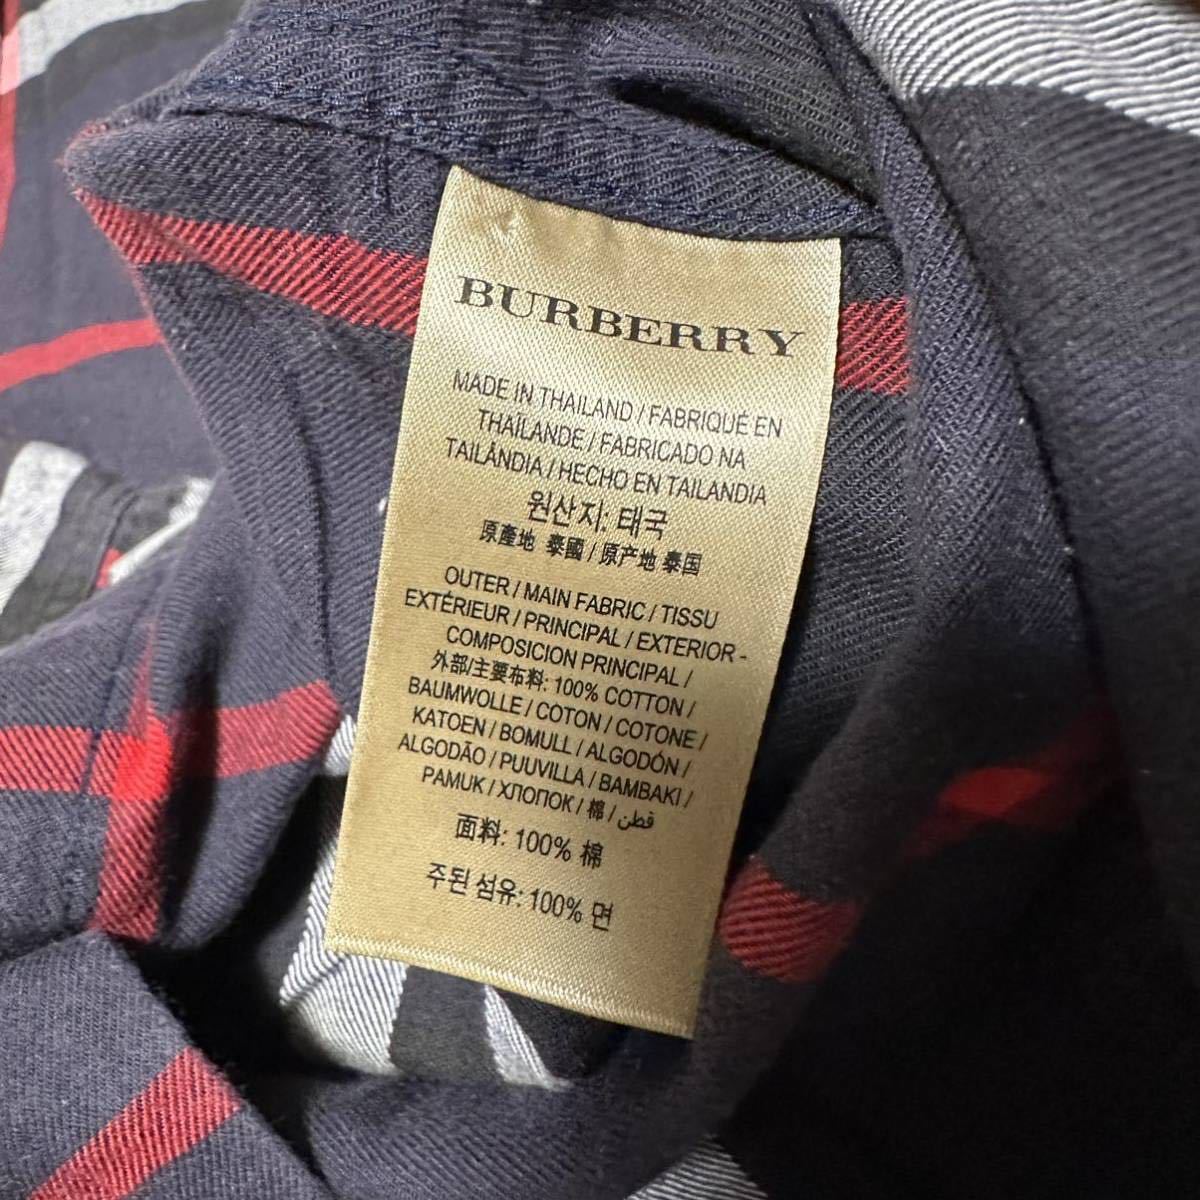 BURBERRY
MADE IN THAILAND / FABRIQUÉ EN
THAÏLANDE / FABRICADO NA
TAILÂNDIA / HECHO EN TAILANDIA
원산지: 태국
原產地 泰國 / 原产地 泰国
OUTER / MAIN FABRIC / TISSU
EXTÉRIEUR / PRINCIPAL / EXTERIOR -
COMPOSICION PRINCIPAL /
外部/主要布料: 100% COTTON /
BAUMWOLLE / COTON / COTONE /
KATOEN / BOMULL / ALGODÓN /
ALGODÃO / PUUVILLA / BAMBAKI /
PAMUK / ХЛОПОК / 棉 / قطن
面料: 100% 棉
주된 섬유: 100% 면